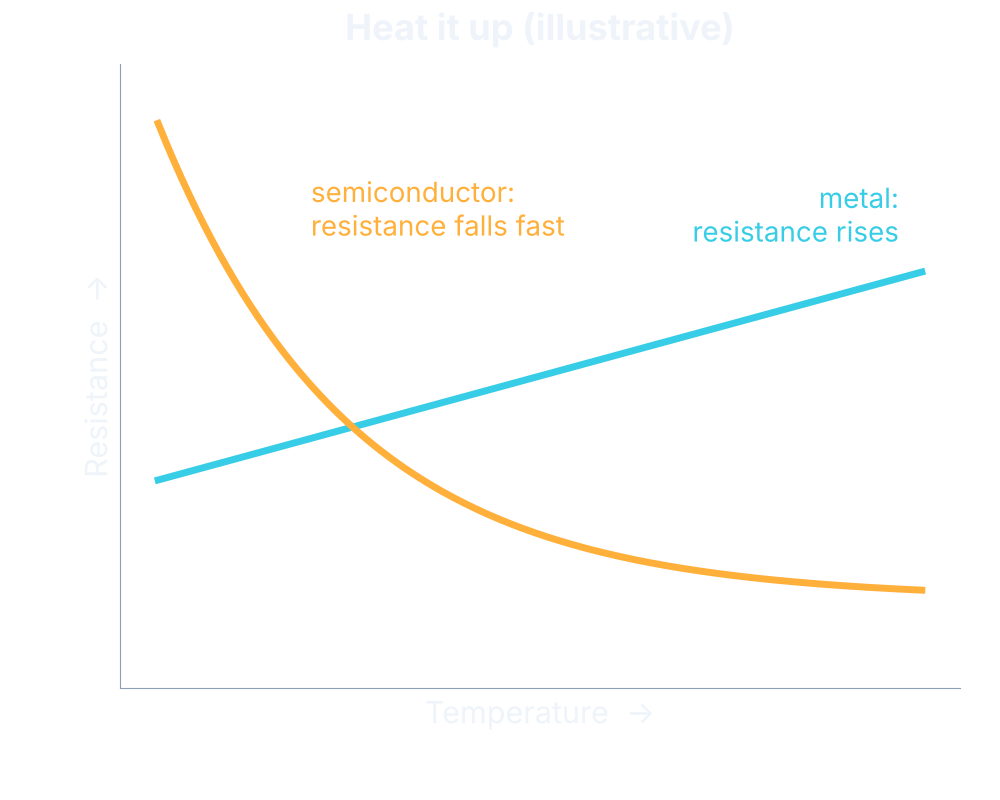 Heat it up (illustrative)
semiconductor:
resistance falls fast
metal:
resistance rises
Resistance →
Temperature →